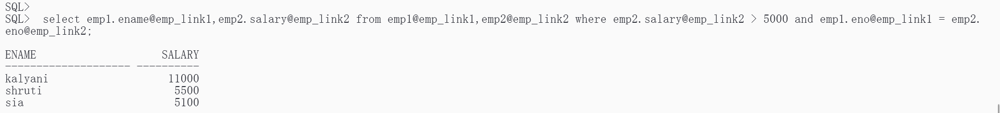 SQL>
SQL>  select emp1.ename@emp_link1,emp2.salary@emp_link2 from emp1@emp_link1,emp2@emp_link2 where emp2.salary@emp_link2 > 5000 and emp1.eno@emp_link1 = emp2.
eno@emp_link2;
ENAME                    SALARY
-------------------- ----------
kalyani                   11000
shruti                     5500
sia                        5100